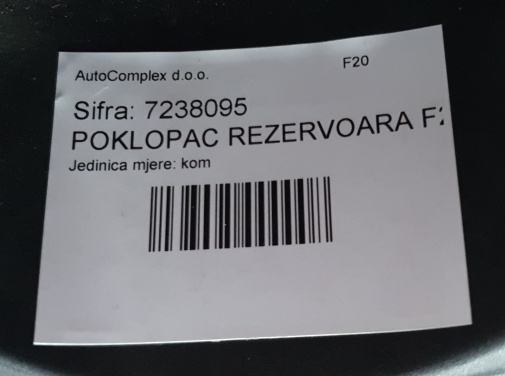 AutoComplex d.o.o. F20
Sifra: 7238095
POKLOPAC REZERVOARA
Jedinica mjere: kom